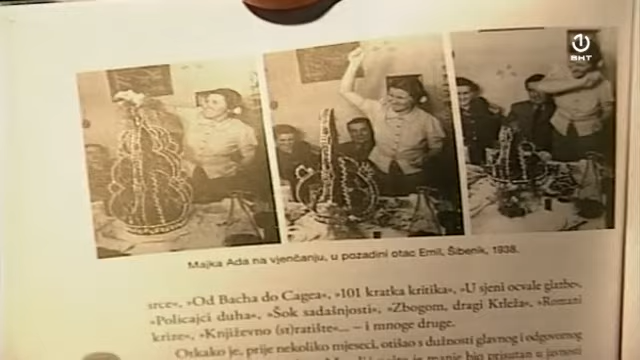 1
BHT
Majka Ada na vjenčanju, u pozadini otac Emil, Šibenik, 1938.
srce«, »Od Bacha do Cagea«, »101 kratka kritika«, »U sjeni ocvale glazbe«,
»Policajci duha«, »Šok sadašnjosti«, »Zbogom, dragi Krleža«, »Romani
krize«, »Književno (st)ratište«... – i mnoge druge.
Otkako je, prije nekoliko mjeseci, otišao s dužnosti glavnog i odgovornog